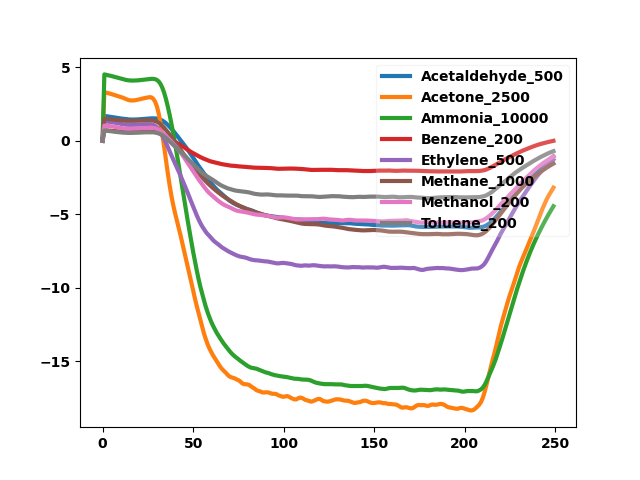 5
0
−5
−10
−15
0
50
100
150
200
250
Acetaldehyde_500
Acetone_2500
Ammonia_10000
Benzene_200
Ethylene_500
Methane_1000
Methanol_200
Toluene_200